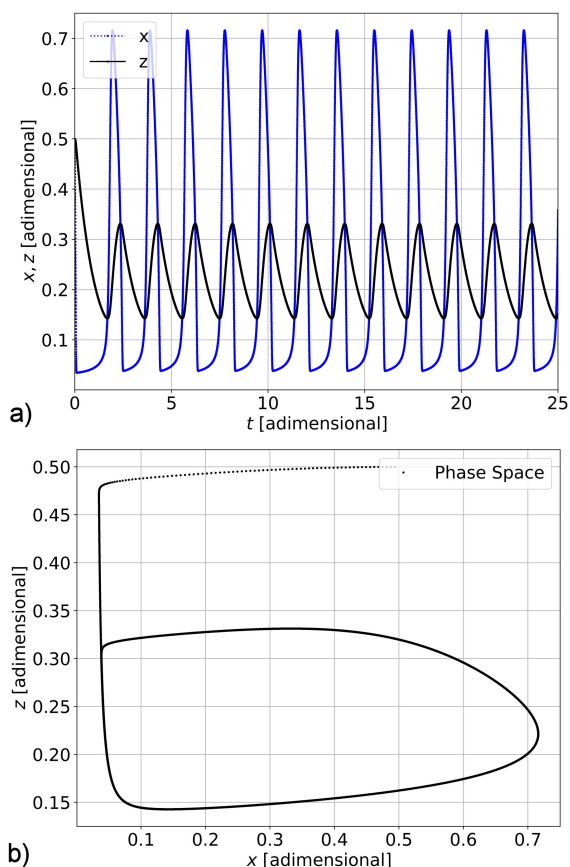 x
z
0.7
0.6
0.5
0.4
0.3
0.2
0.1
x, z [adimensional]
0 5 10 15 20 25
t [adimensional]
a)
Phase Space
0.50
0.45
0.40
0.35
0.30
0.25
0.20
0.15
z [adimensional]
0.1 0.2 0.3 0.4 0.5 0.6 0.7
x [adimensional]
b)